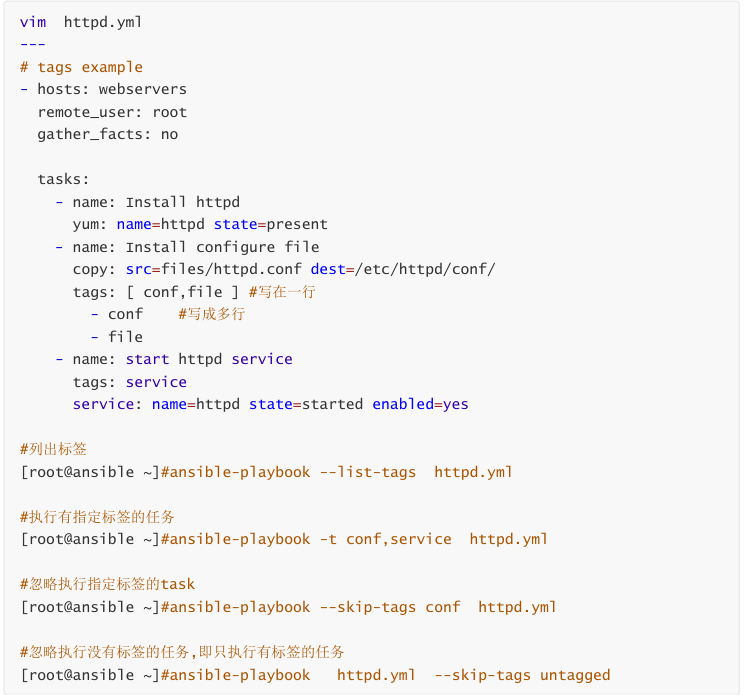 vim  httpd.yml
---
# tags example
- hosts: webservers
  remote_user: root
  gather_facts: no

  tasks:
    - name: Install httpd
      yum: name=httpd state=present
    - name: Install configure file
      copy: src=files/httpd.conf dest=/etc/httpd/conf/
      tags: [ conf,file ] #写在一行
        - conf    #写成多行
        - file
    - name: start httpd service
      tags: service
      service: name=httpd state=started enabled=yes

#列出标签
[root@ansible ~]#ansible-playbook --list-tags  httpd.yml

#执行有指定标签的任务
[root@ansible ~]#ansible-playbook -t conf,service  httpd.yml

#忽略执行指定标签的task
[root@ansible ~]#ansible-playbook --skip-tags conf  httpd.yml

#忽略执行没有标签的任务,即只执行有标签的任务
[root@ansible ~]#ansible-playbook   httpd.yml  --skip-tags untagged